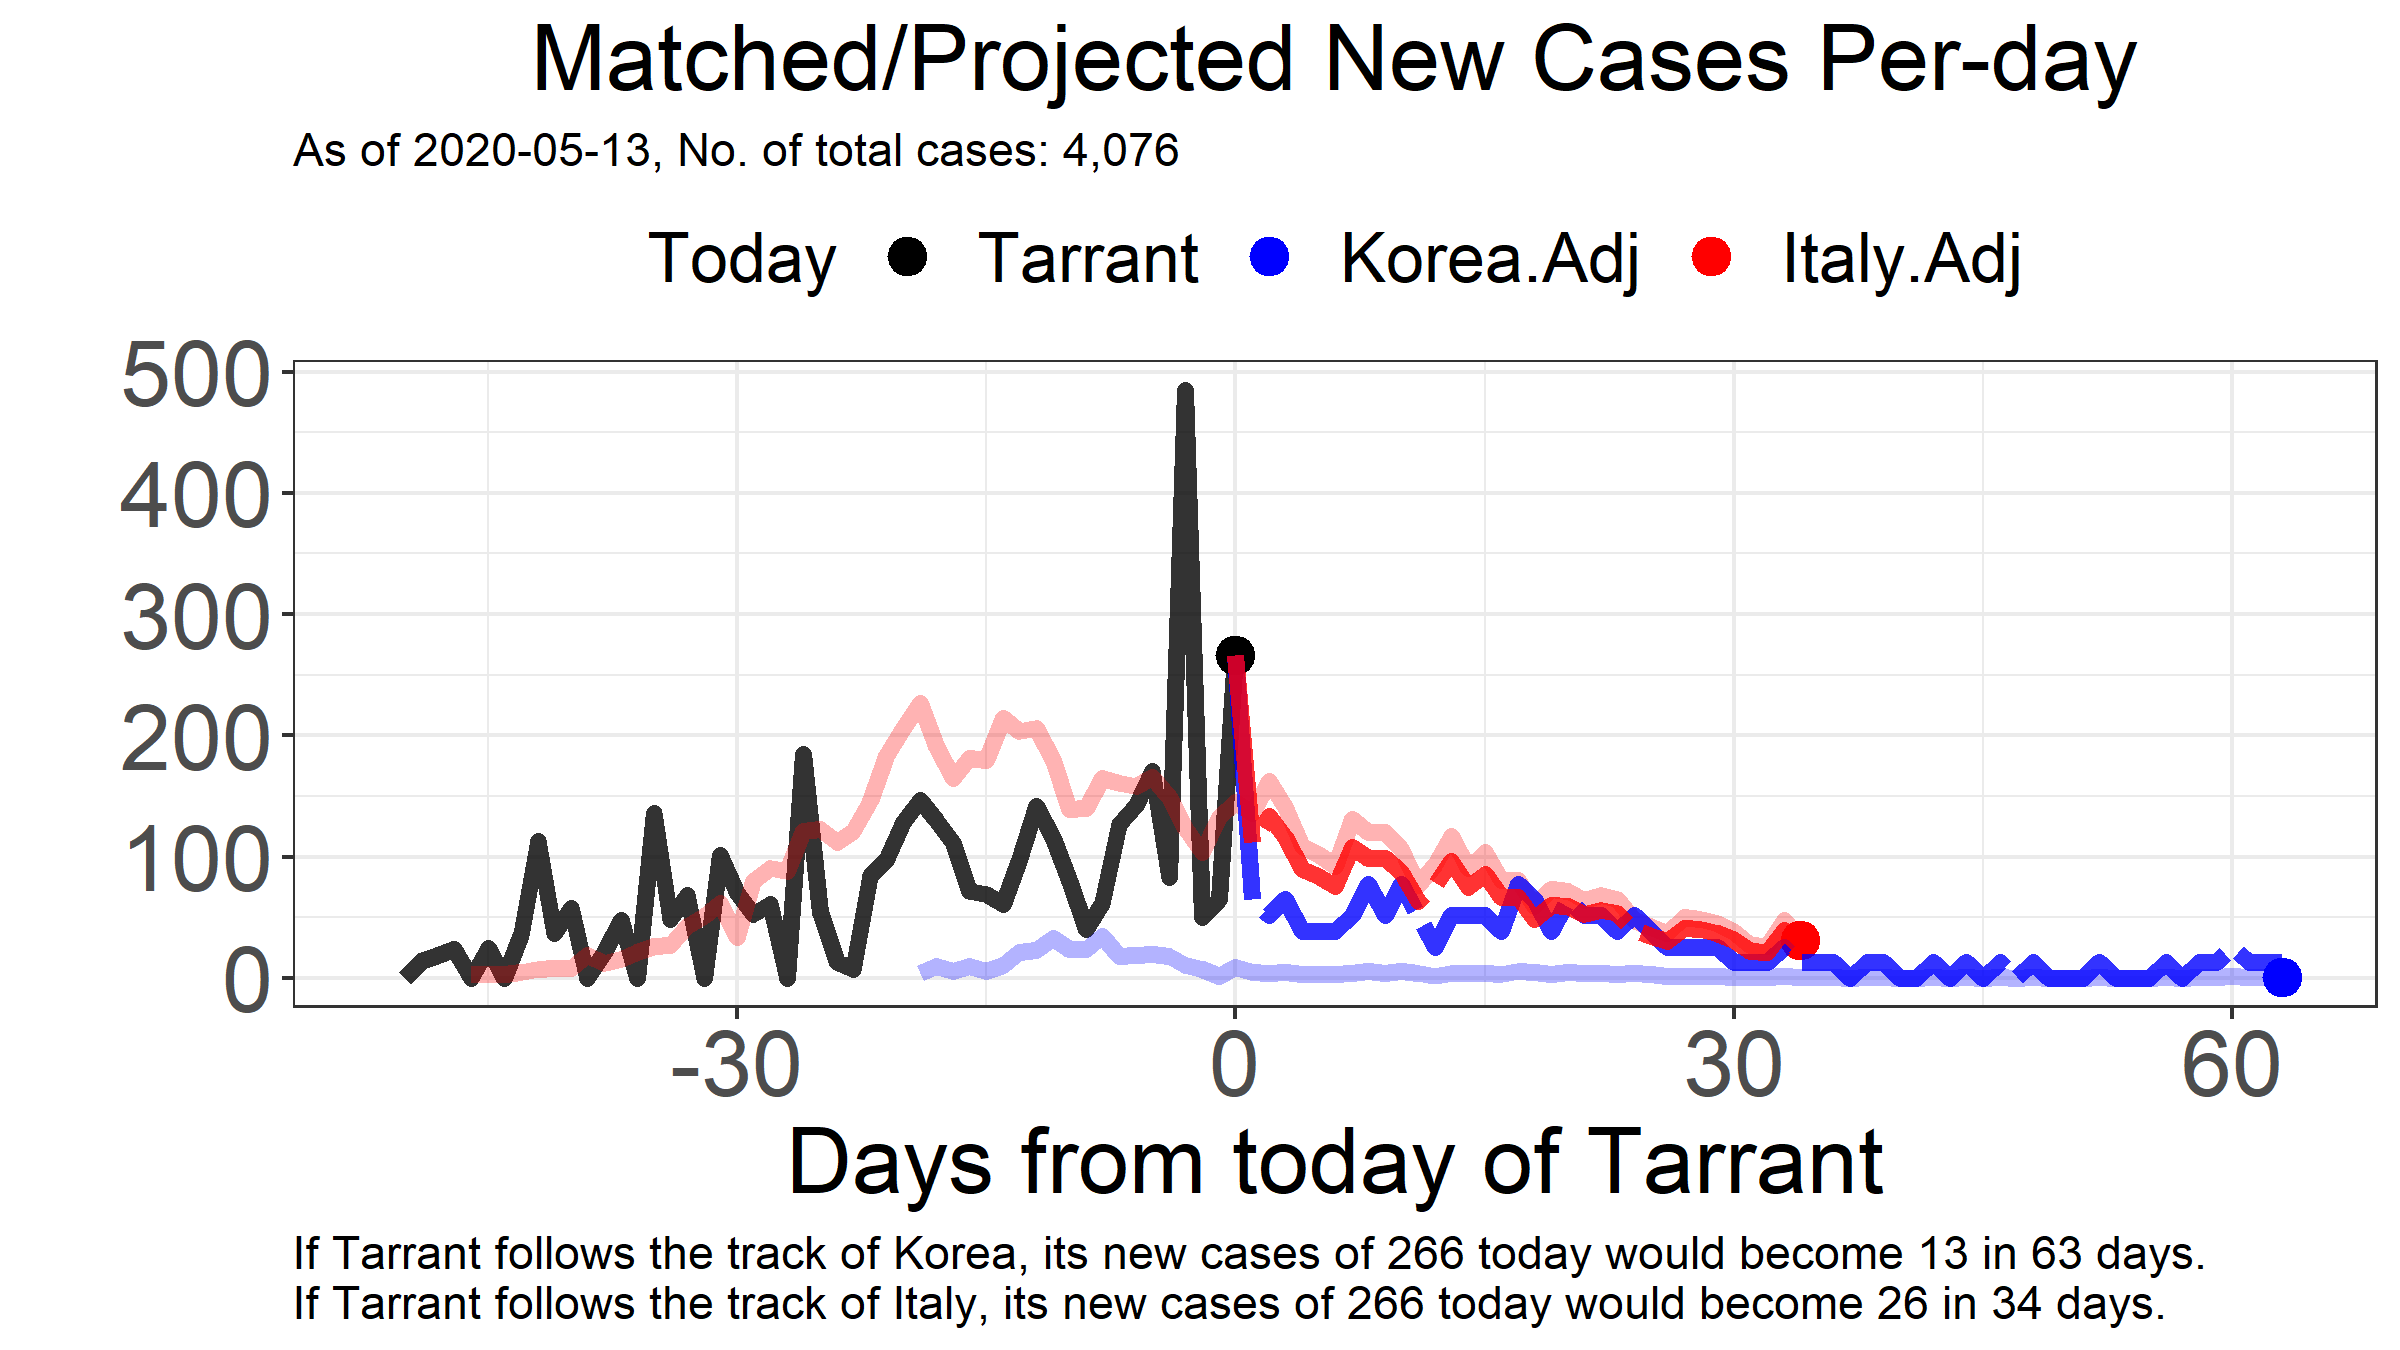 Matched/Projected New Cases Per-day
As of 2020-05-13, No. of total cases: 4,076
Today Tarrant Korea.Adj Italy.Adj
500
400
300
200
100
0
-30 0 30 60
Days from today of Tarrant
If Tarrant follows the track of Korea, its new cases of 266 today would become 13 in 63 days.
If Tarrant follows the track of Italy, its new cases of 266 today would become 26 in 34 days.